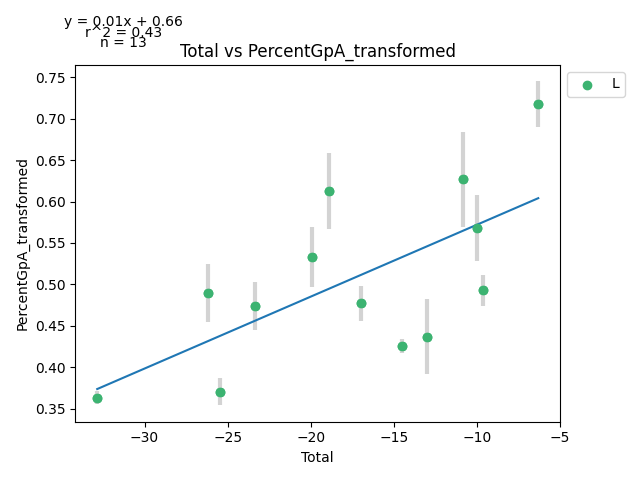 y = 0.01x + 0.66
r^2 = 0.43
n = 13
Total vs PercentGpA_transformed
L
PercentGpA_transformed
0.75
0.70
0.65
0.60
0.55
0.50
0.45
0.40
0.35
−30
−25
−20
−15
−10
−5
Total